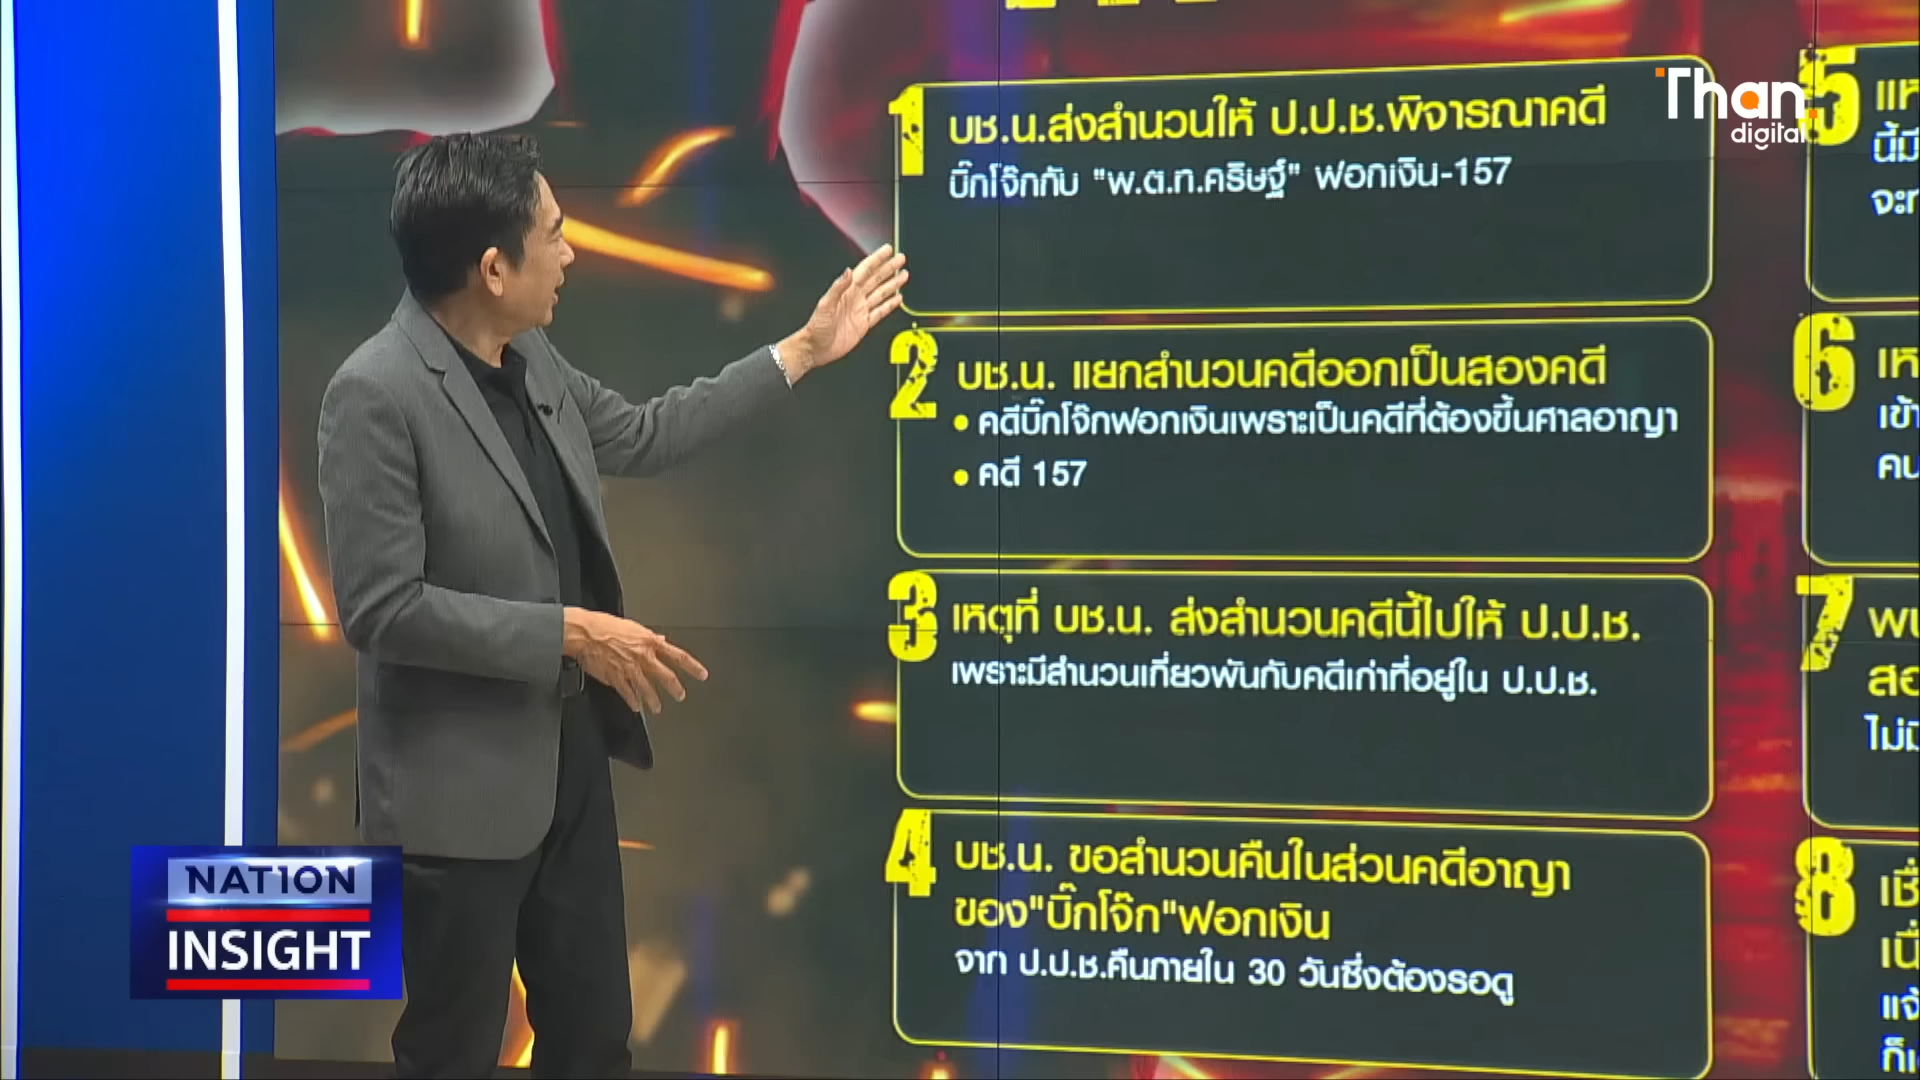 Than
digital
1
บช.น.ส่งสำนวนให้ ป.ป.ช.พิจารณาคดี
บิ๊กโจ๊กกับ "พ.ต.ท.คริษฐ์" ฟอกเงิน-157
2
บช.น. แยกสำนวนคดีออกเป็นสองคดี
• คดีบิ๊กโจ๊กฟอกเงินเพราะเป็นคดีที่ต้องขึ้นศาลอาญา
• คดี 157
3
เหตุที่ บช.น. ส่งสำนวนคดีนี้ไปให้ ป.ป.ช.
เพราะมีสำนวนเกี่ยวพันกับคดีเก่าที่อยู่ใน ป.ป.ช.
4
บช.น. ขอสำนวนคืนในส่วนคดีอาญา
ของ"บิ๊กโจ๊ก"ฟอกเงิน
จาก ป.ป.ช.คืนภายใน 30 วันซึ่งต้องรอดู
5
นี้มี
6
7
8
NATION
INSIGHT